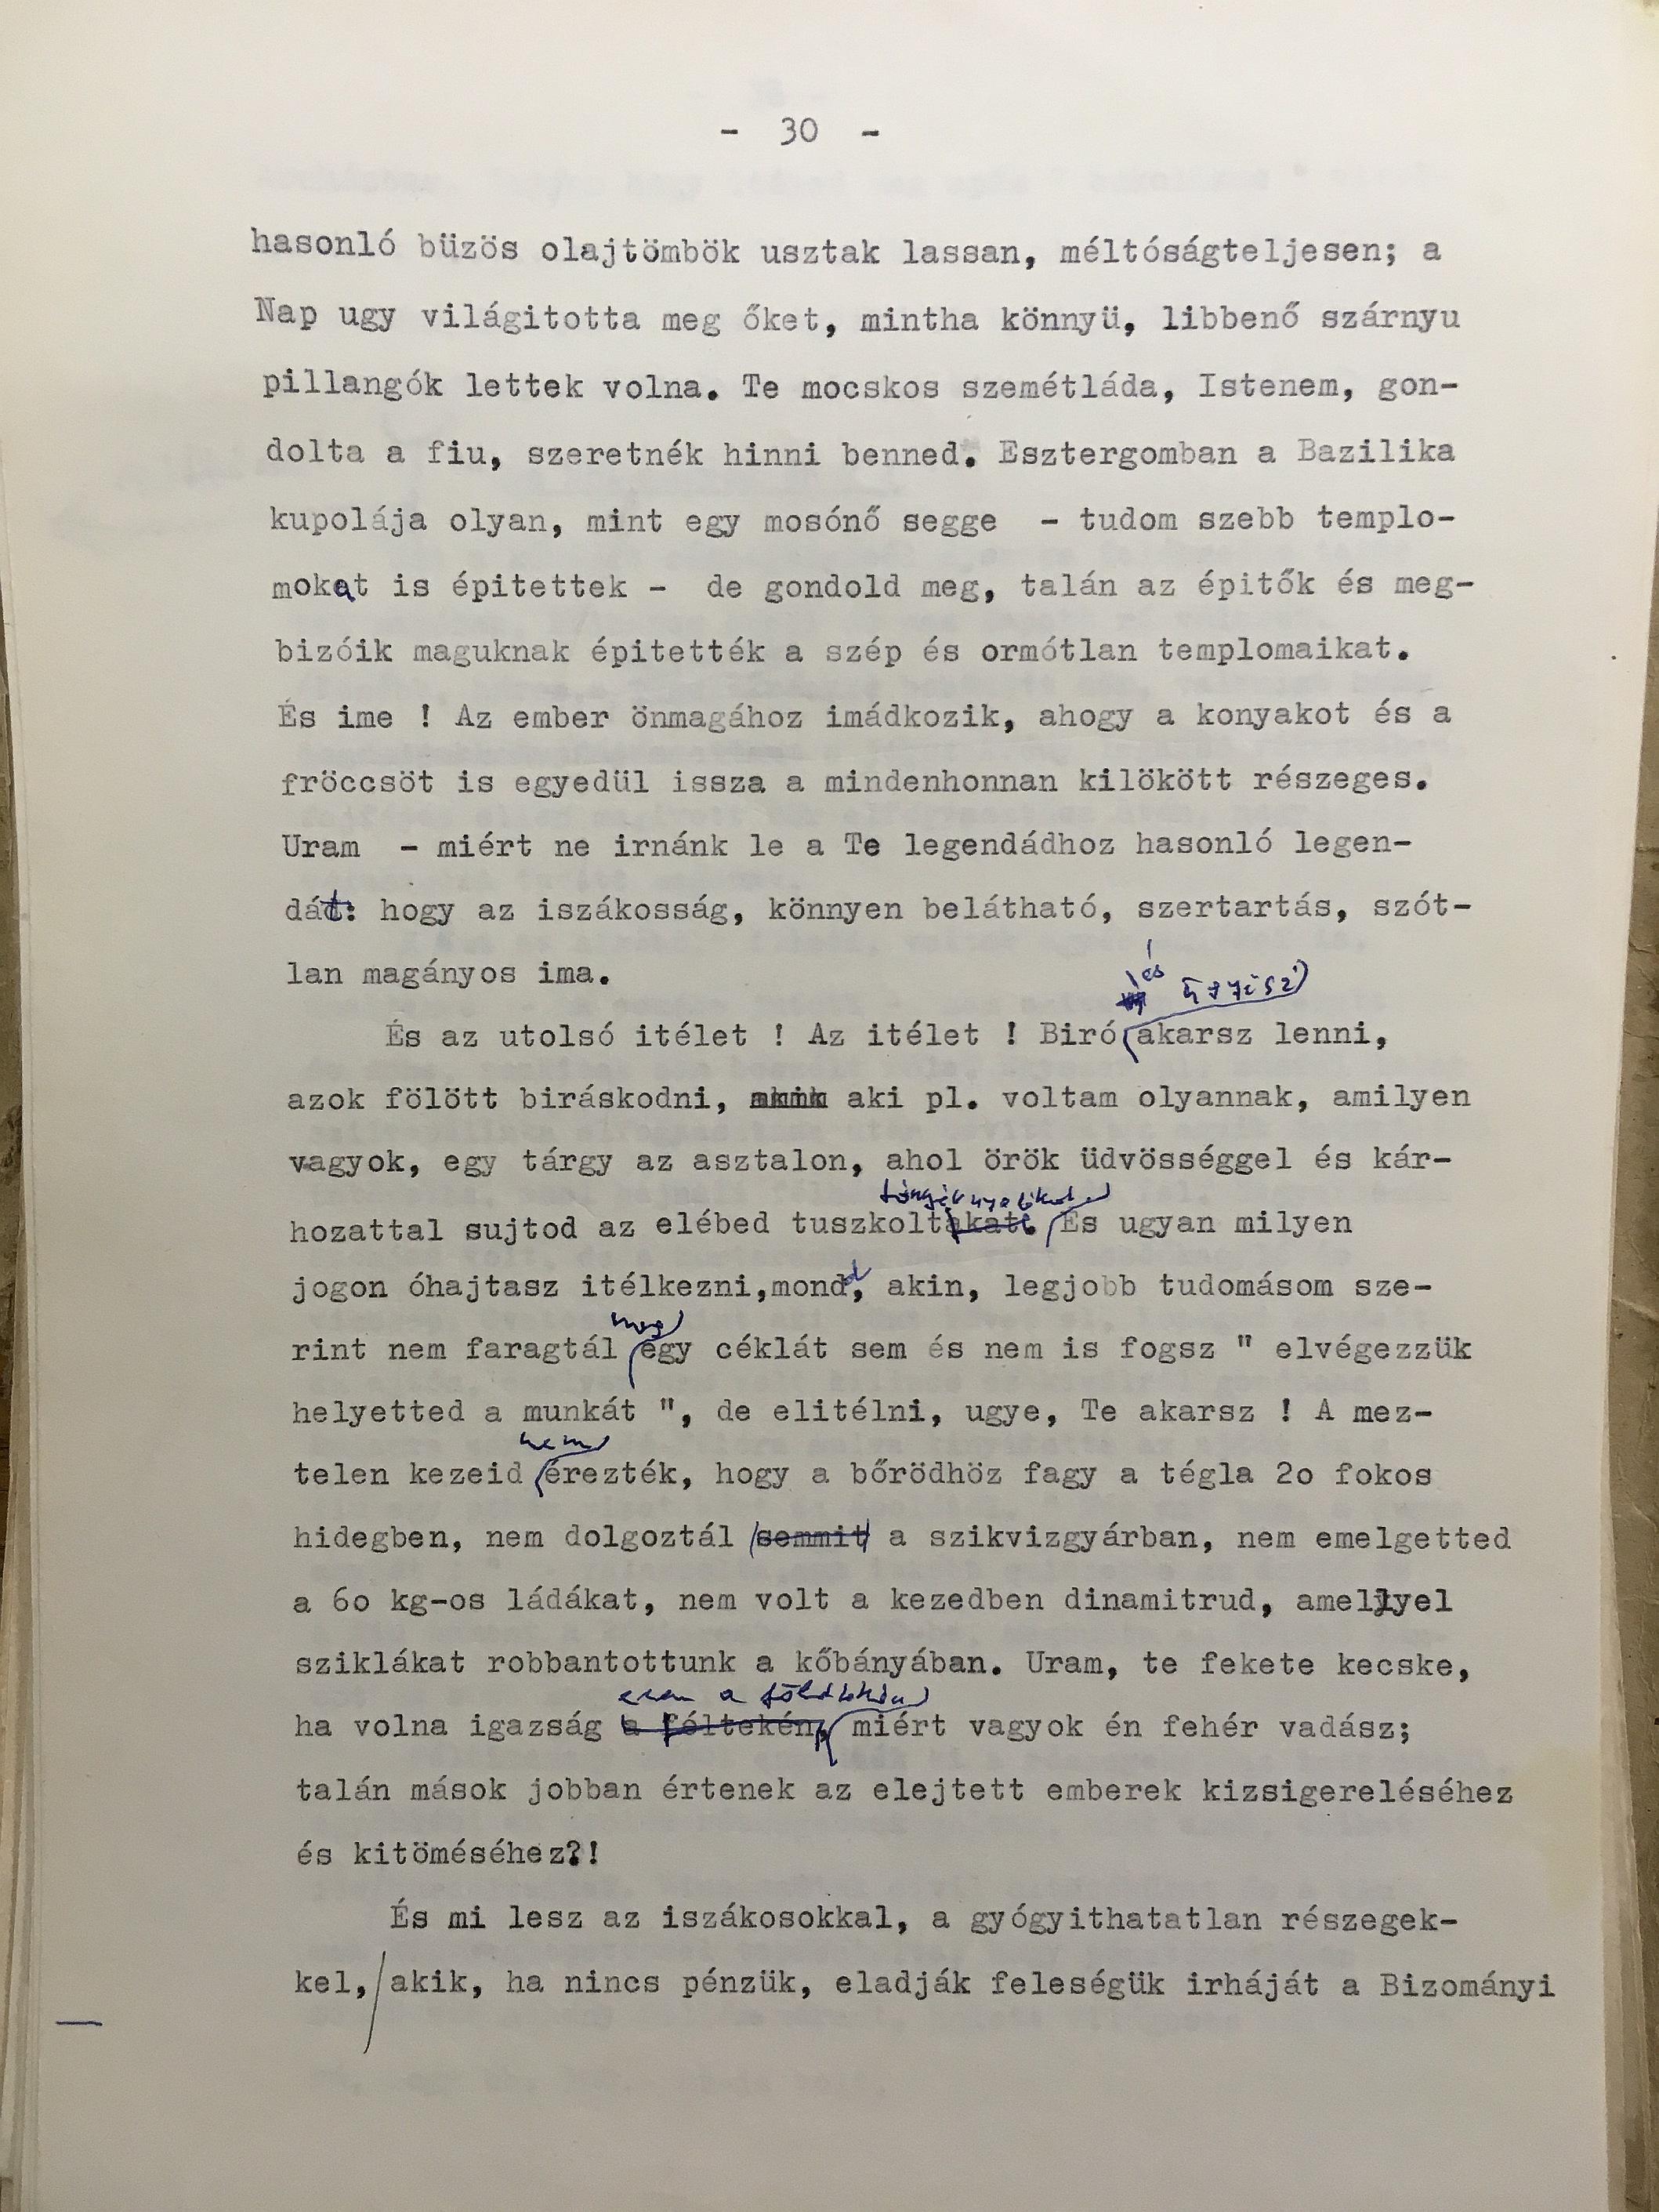 - 30 -
hasonló büzös olajtömbök usztak lassan, méltóságteljesen; a
Nap ugy világitotta meg őket, mintha könnyü, libbenő szárnyu
pillangók lettek volna. Te mocskos szemétláda, Istenem, gon-
dolta a fiu, szeretnék hinni benned. Esztergomban a Bazilika
kupolája olyan, mint egy mosónő segge - tudom szebb templo-
mokat is épitettek - de gondold meg, talán az épitők és meg-
bizóik maguknak épitették a szép és ormótlan templomaikat.
És ime ! Az ember önmagához imádkozik, ahogy a konyakot és a
fröccsöt is egyedül issza a mindenhonnan kilökött részeges.
Uram - miért ne irnánk le a Te legendádhoz hasonló legen-
dát: hogy az iszákosság, könnyen belátható, szertartás, szót-
lan magányos ima.
és ügyész
És az utolsó itélet ! Az itélet ! Biró akarsz lenni,
azok fölött biráskodni, aki pl. voltam olyannak, amilyen
vagyok, egy tárgy az asztalon, ahol örök üdvösséggel és kár-
hozattal sujtod az elébed tuszkoltakat. És ugyan milyen
jogon óhajtasz itélkezni,mondd, akin, legjobb tudomásom sze-
meg
rint nem faragtál egy céklát sem és nem is fogsz " elvégezzük
helyetted a munkát ", de elitélni, ugye, Te akarsz ! A mez-
nem
telen kezeid érezték, hogy a bőrödhöz fagy a tégla 2o fokos
hidegben, nem dolgoztál semmit a szikvizgyárban, nem emelgetted
a 6o kg-os ládákat, nem volt a kezedben dinamitrud, amellyel
sziklákat robbantottunk a kőbányában. Uram, te fekete kecske,
ezen a földtekén
ha volna igazság a féltekén, miért vagyok én fehér vadász;
talán mások jobban értenek az elejtett emberek kizsigereléséhez
és kitöméséhez?!
És mi lesz az iszákosokkal, a gyógyithatatlan részegek-
kel, akik, ha nincs pénzük, eladják feleségük irháját a Bizományi